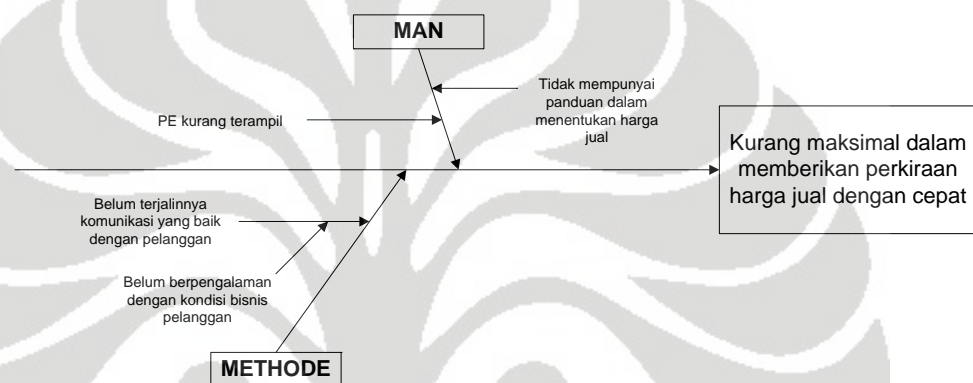 MAN
Tidak mempunyai
panduan dalam
menentukan harga
jual
PE kurang terampil
Kurang maksimal dalam
memberikan perkiraan
harga jual dengan cepat
Belum terjalinnya
komunikasi yang baik
dengan pelanggan
Belum berpengalaman
dengan kondisi bisnis
pelanggan
METHODE